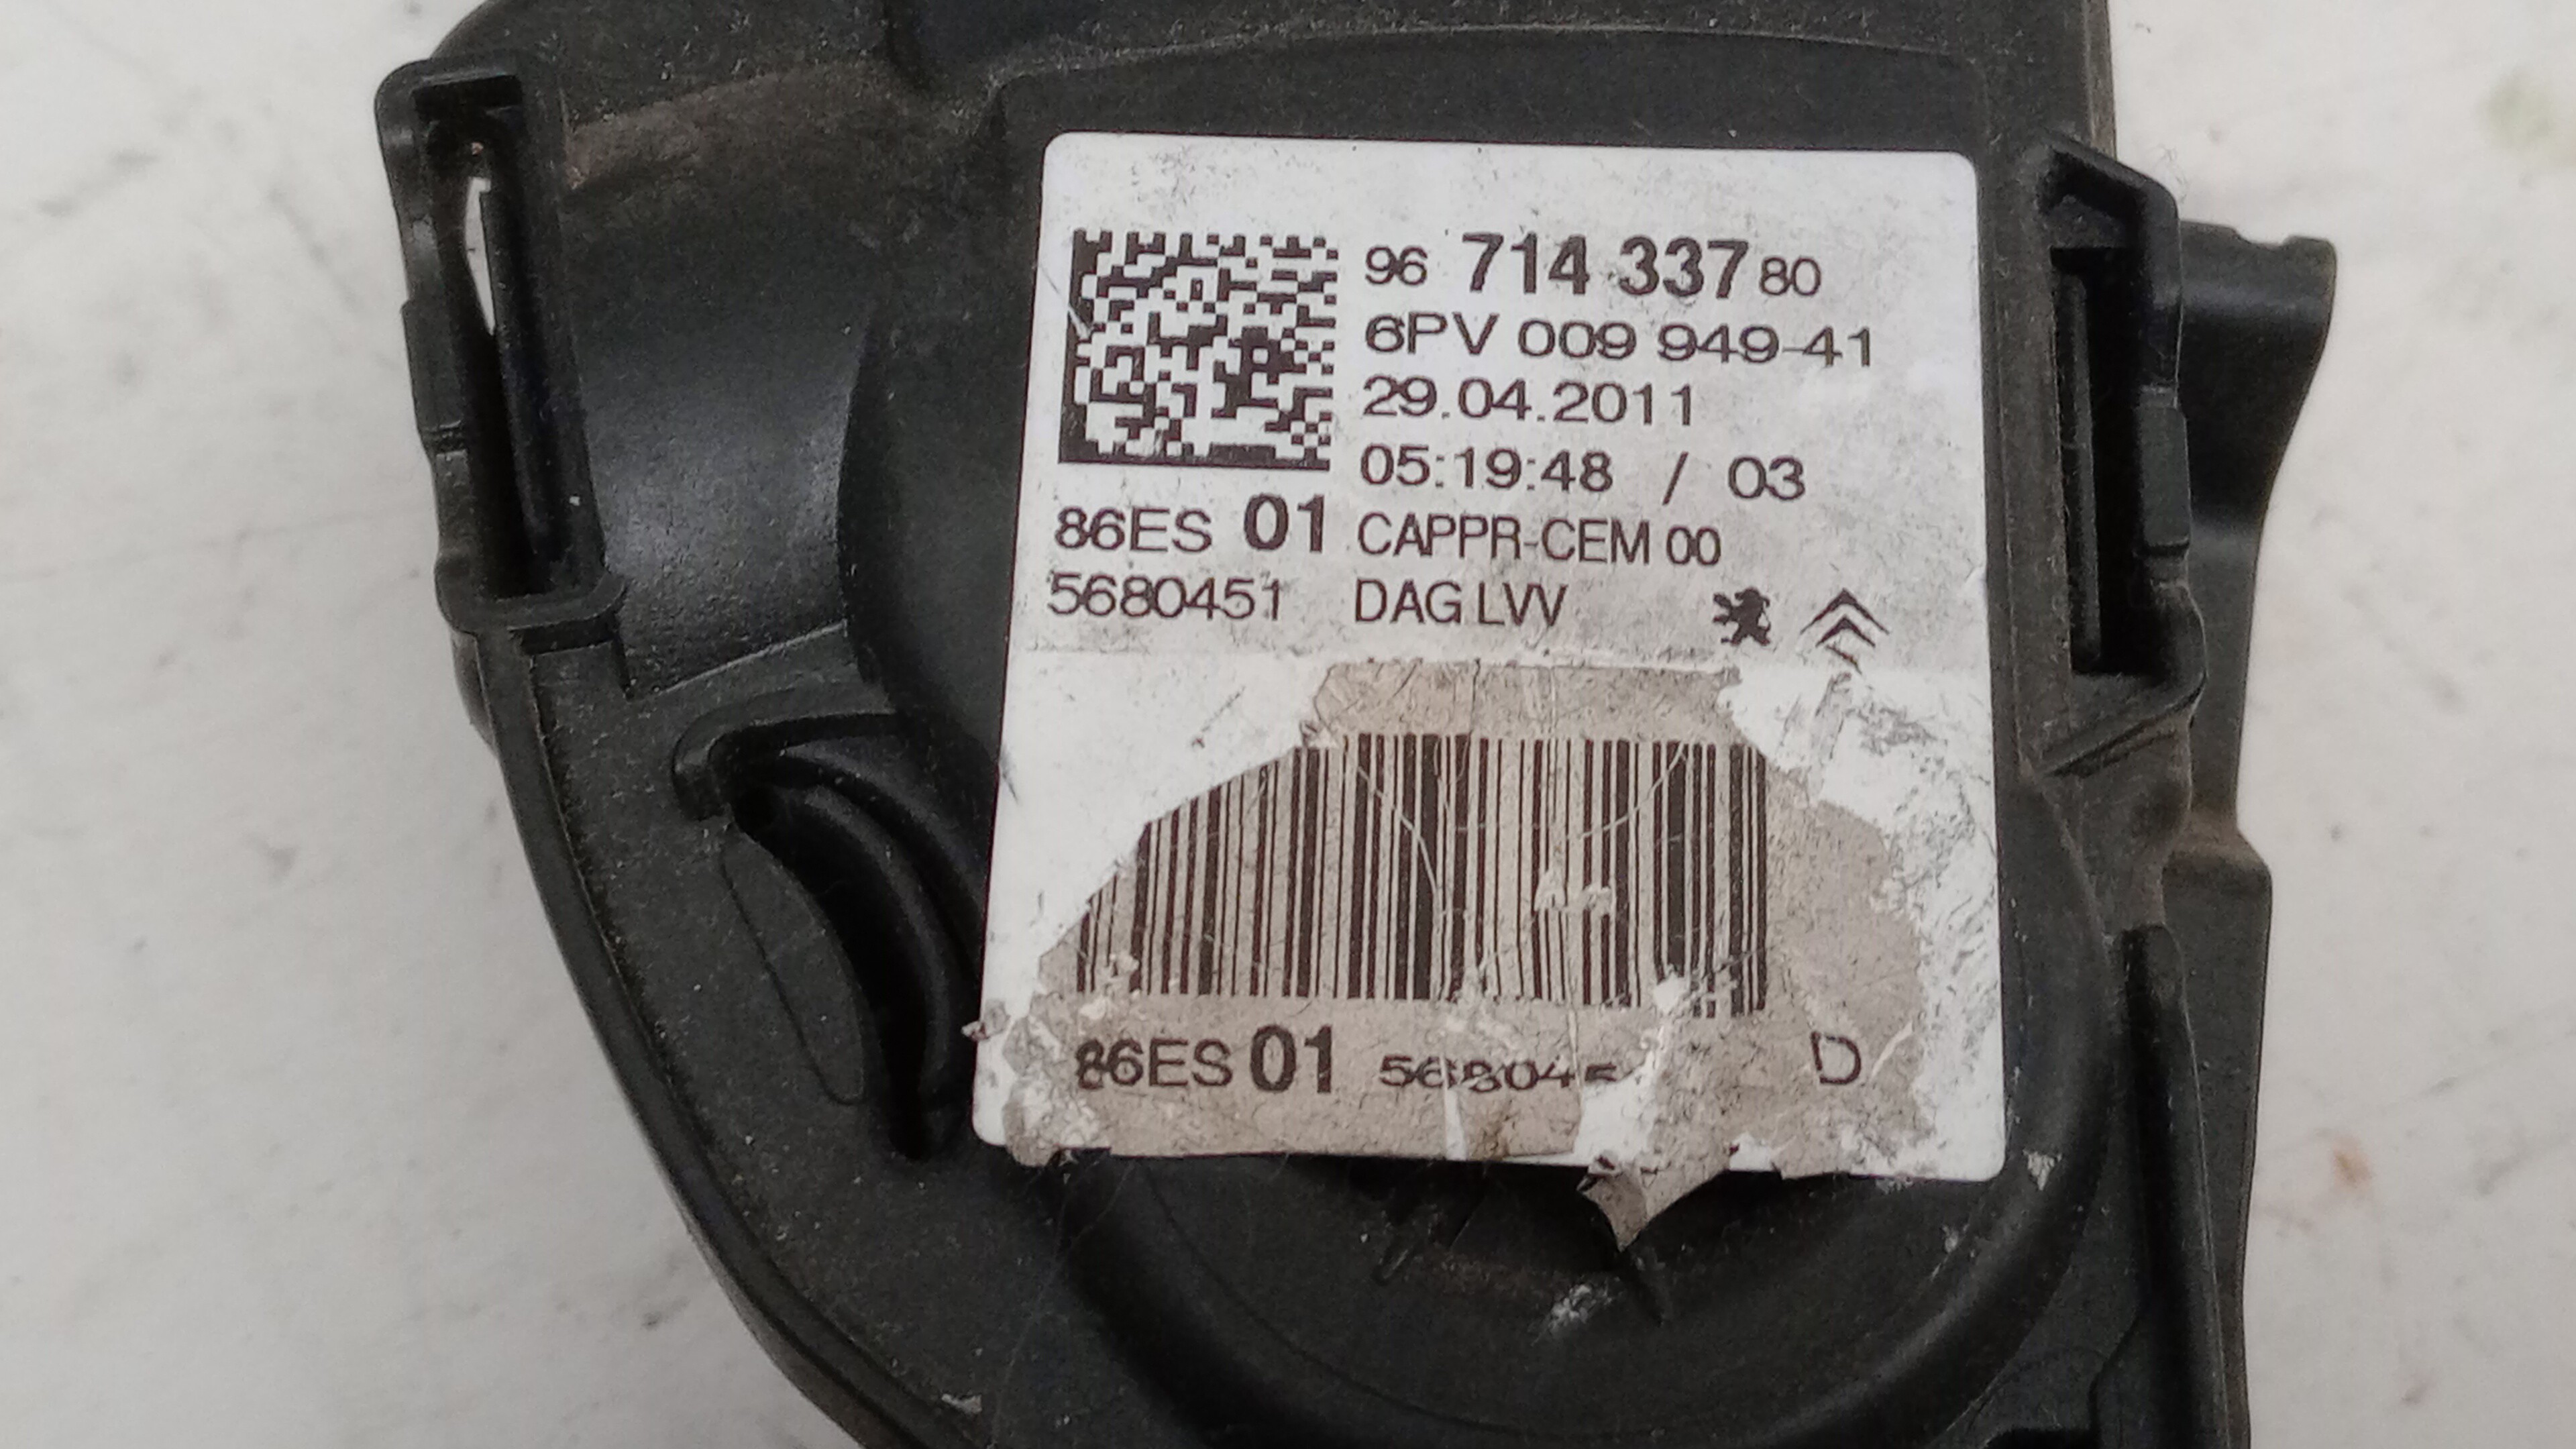 96 714 337 80
6PV 009 949-41
29.04.2011
05:19:48 / 03
86ES 01 CAPPR-CEM 00
5680451 DAG LVV
86ES 01 D